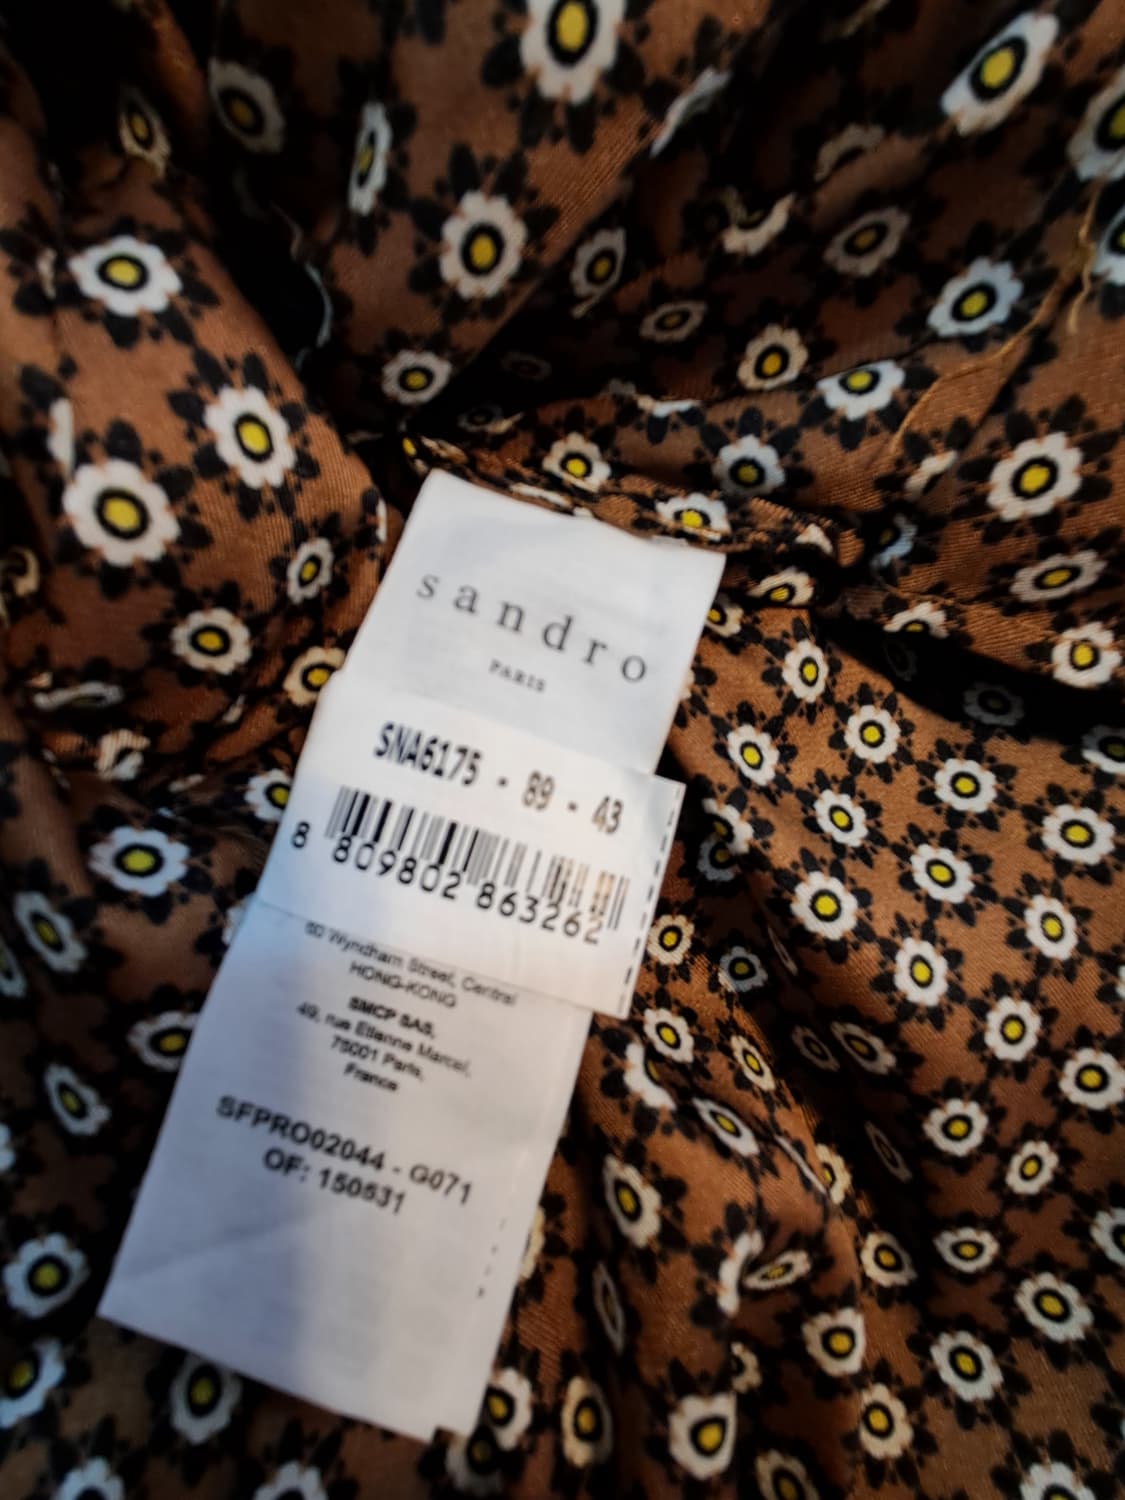 sandro
PARIS
SNA6175 - 89 - 43
8 809802 863262
60 Wyndham Street, Central
HONG-KONG
SMCP SAS,
49, rue Etienne Marcel,
75001 Paris,
France
SFPRO02044 - G071
OF: 150631